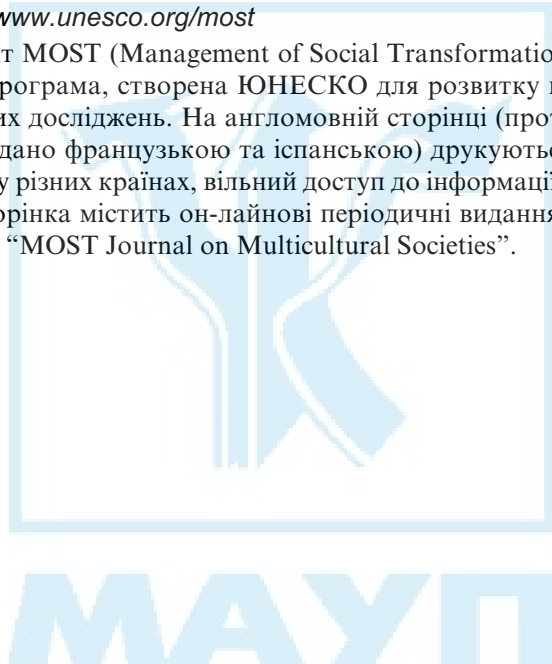 www.unesco.org/most
т MOST (Management of Social Transformatio
рограма, створена ЮНЕСКО для розвитку
их досліджень. На англомовній сторінці (прот
дано французькою та іспанською) друкують
у різних країнах, вільний доступ до інформації
орінка містить он-лайнові періодичні видання
“MOST Journal on Multicultural Societies”.
МАУП